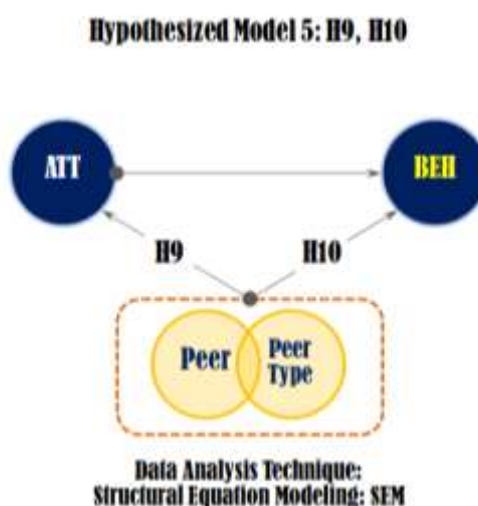 Hypothesized Model 5: H9, H10
ATT
BEH
H9
H10
Peer
Peer
Type
Data Analysis Technique:
Structural Equation Modeling: SEM